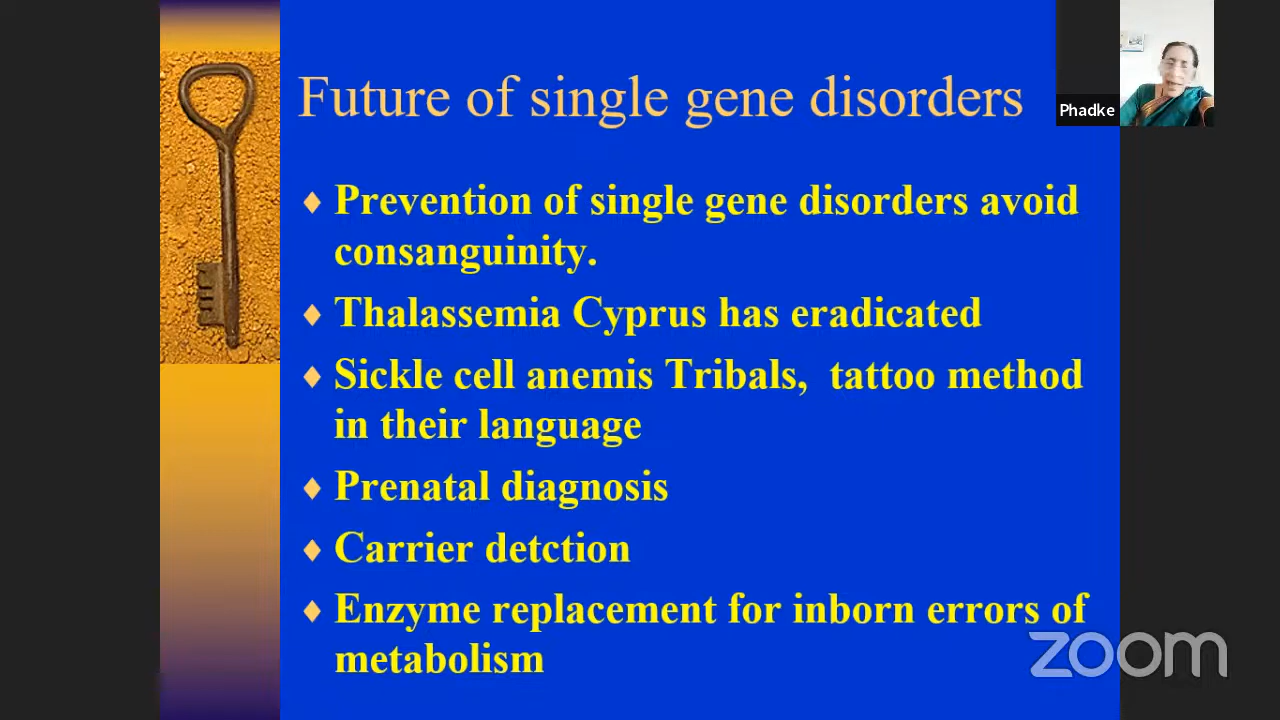 Future of single gene disorders
Phadke
♦ Prevention of single gene disorders avoid
consanguinity.
♦ Thalassemia Cyprus has eradicated
♦ Sickle cell anemis Tribals, tattoo method
in their language
♦ Prenatal diagnosis
♦ Carrier detction
♦ Enzyme replacement for inborn errors of
metabolism
zoom